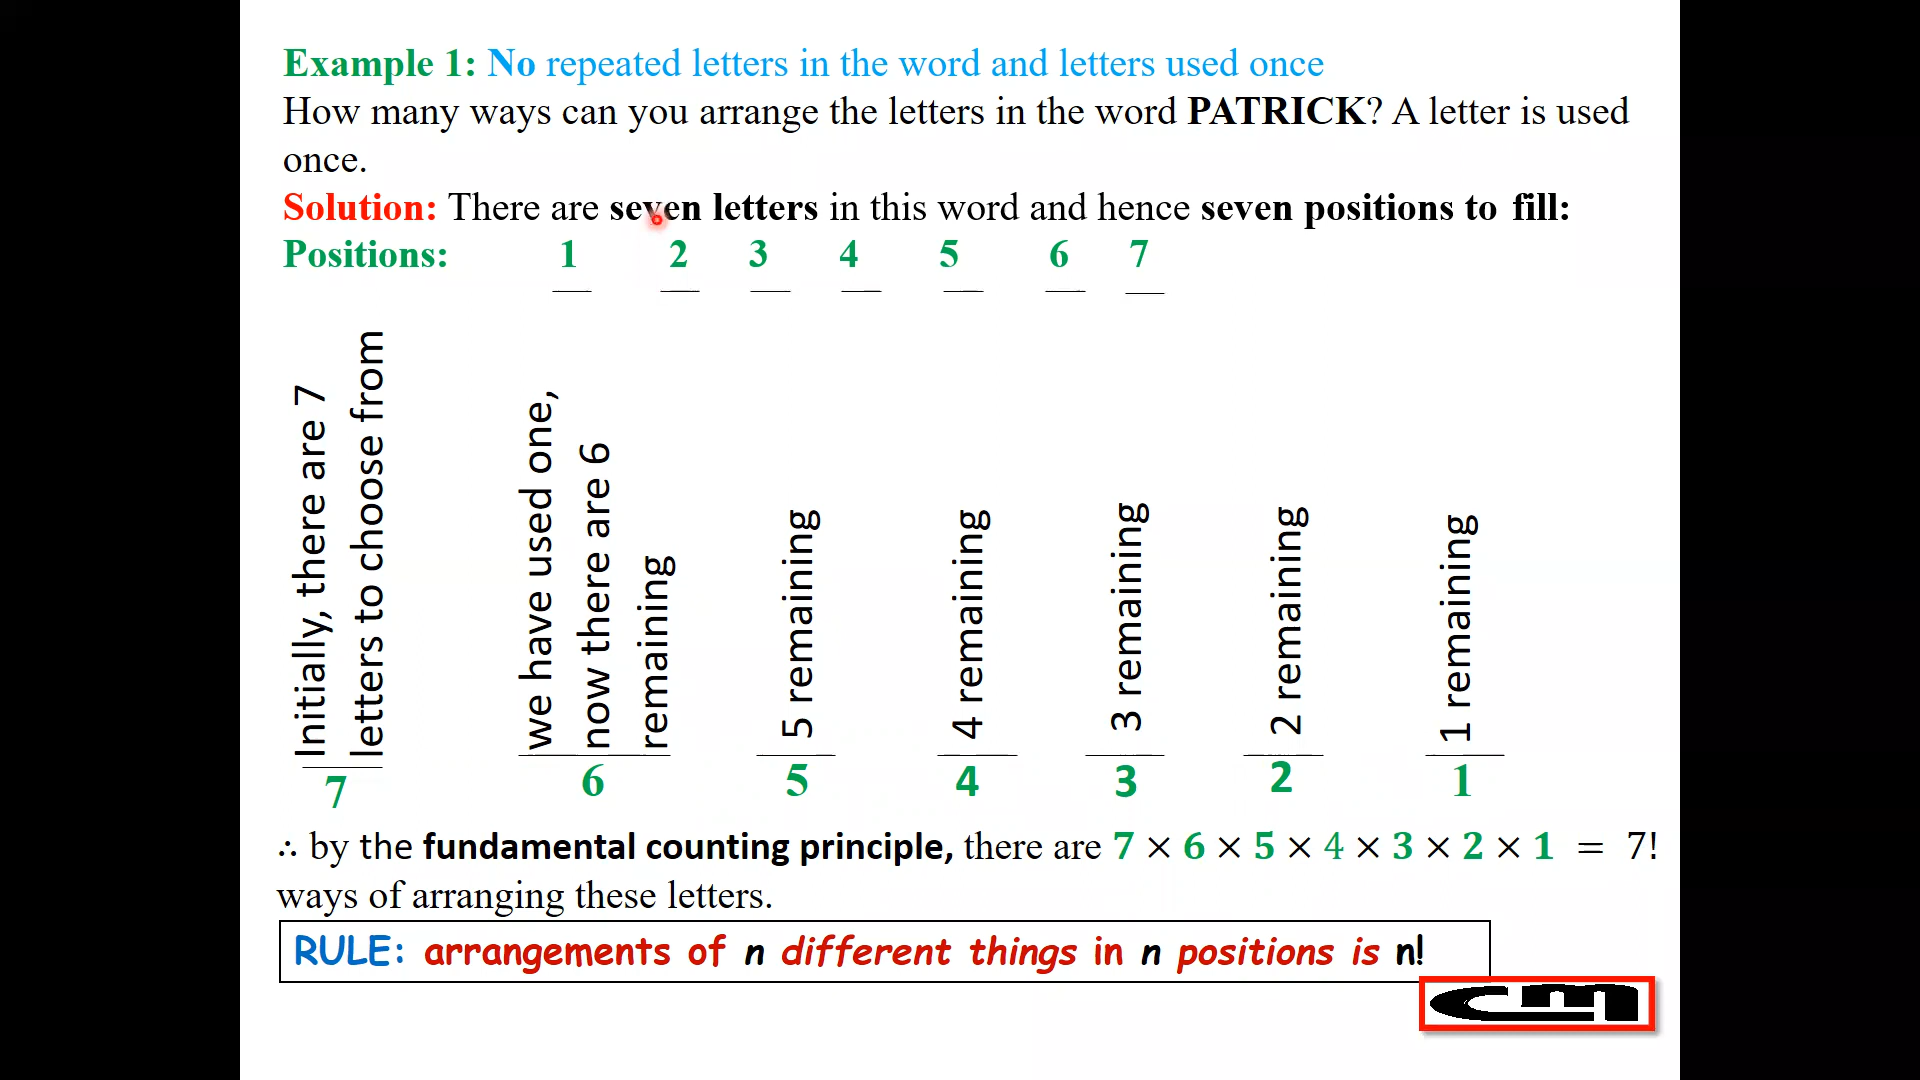 Example 1: No repeated letters in the word and letters used once
How many ways can you arrange the letters in the word PATRICK? A letter is used
once.
Solution: There are seven letters in this word and hence seven positions to fill:
Positions: 1 2 3 4 5 6 7
Initially, there are 7
letters to choose from
we have used one,
now there are 6
remaining
5 remaining
4 remaining
3 remaining
2 remaining
1 remaining
7 6 5 4 3 2 1
∴ by the fundamental counting principle, there are 7 × 6 × 5 × 4 × 3 × 2 × 1 = 7!
ways of arranging these letters.
RULE: arrangements of n different things in n positions is n!